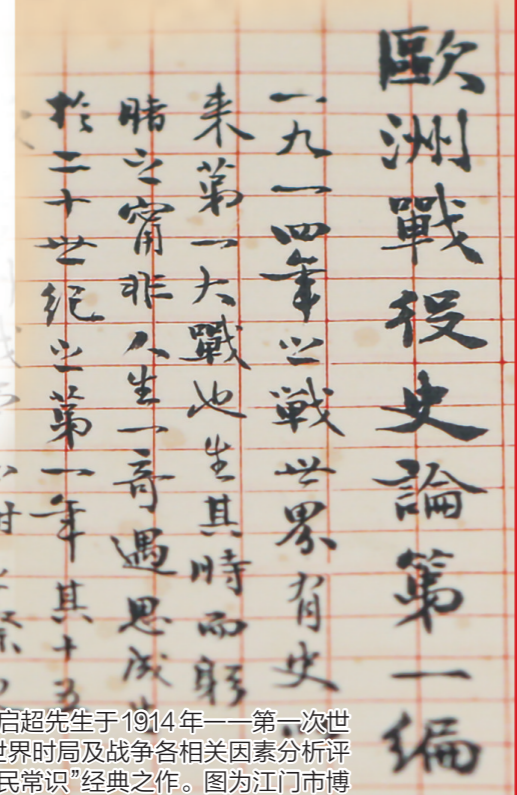 歐洲戰役史論第一編
一九一四年之戰世界有史
来第一大戰也生其時而躬
睹之甯非人生一奇遇思成
於二十世紀之第一年其十五
启超先生于1914年——第一次世
世界时局及战争各相关因素分析评
民常识”经典之作。图为江门市博